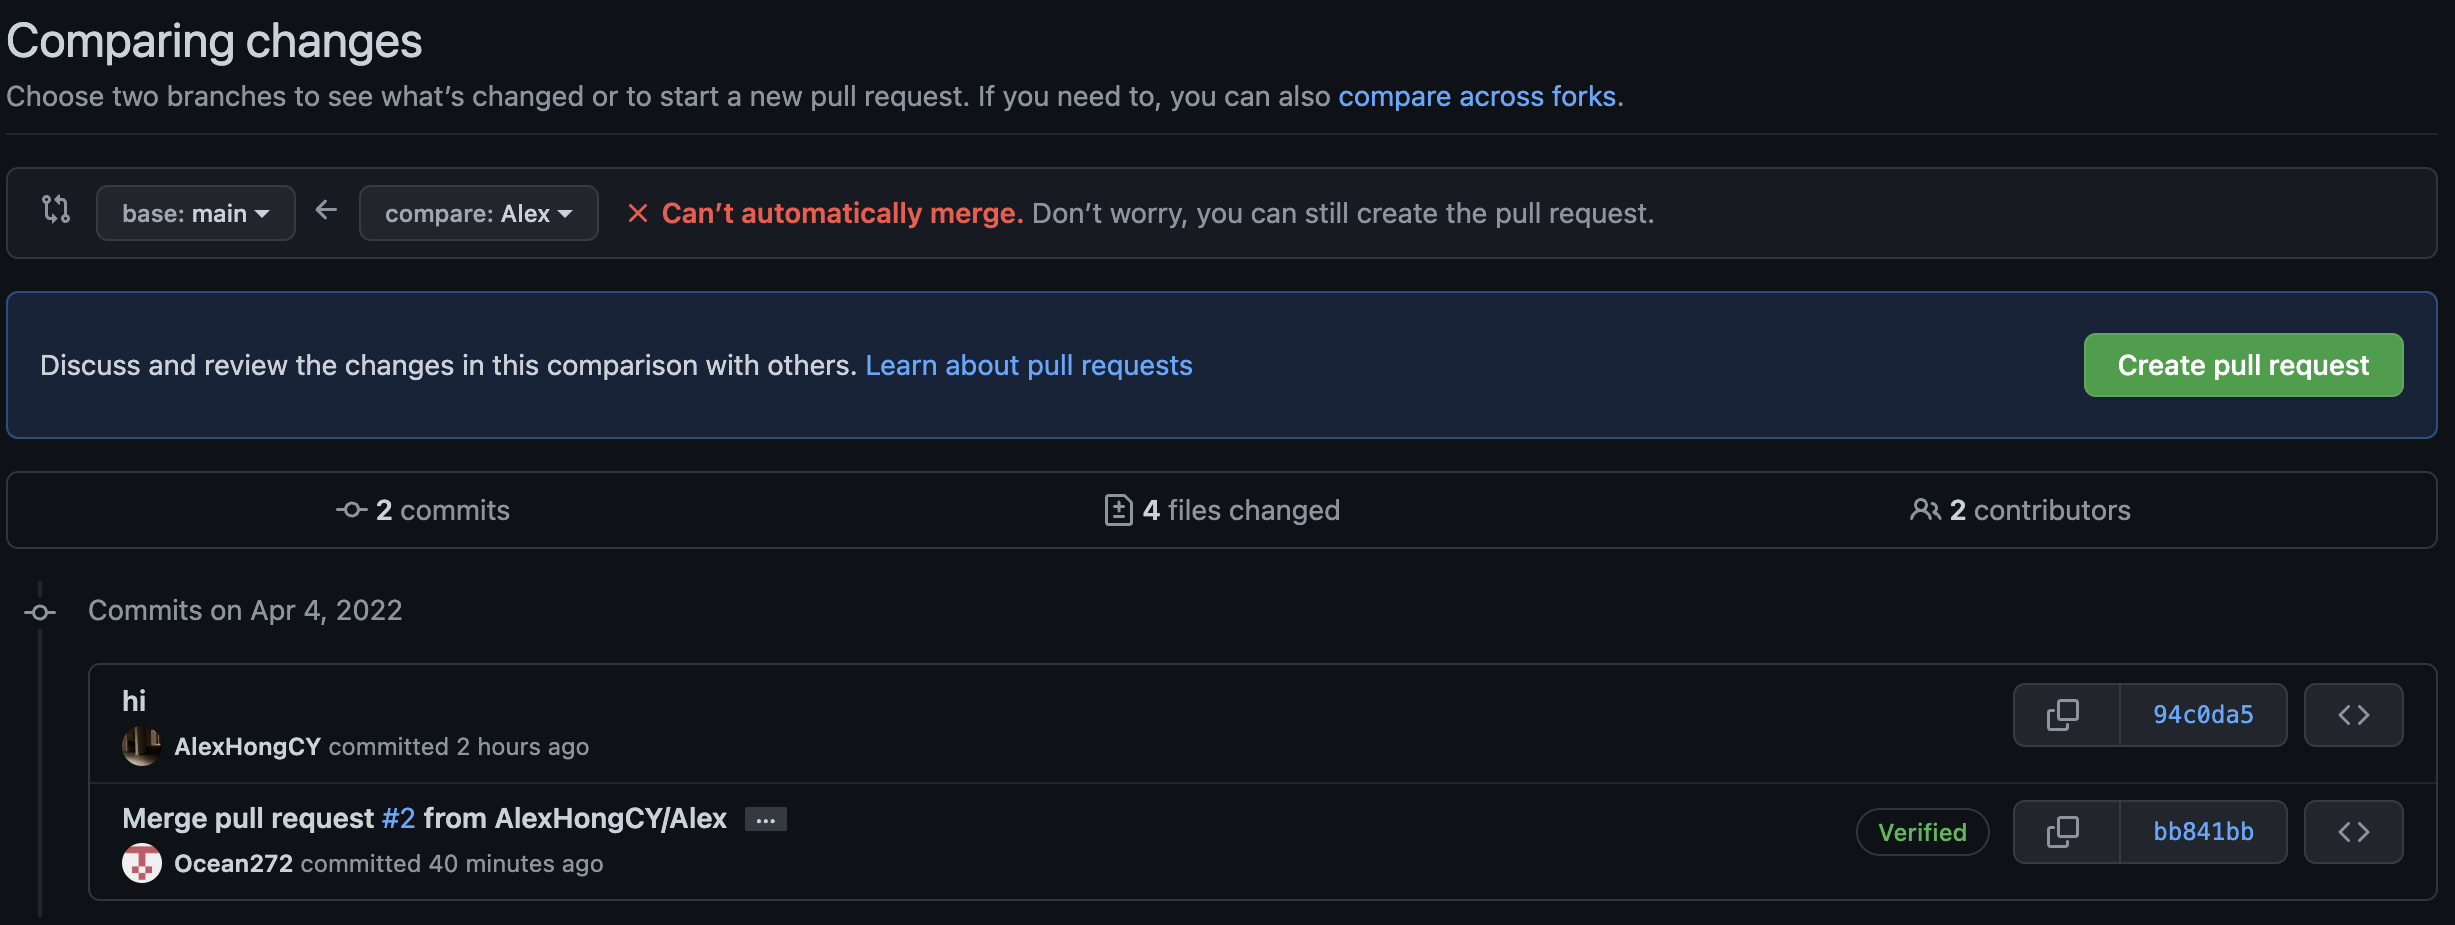 Comparing changes
Choose two branches to see what's changed or to start a new pull request. If you need to, you can also compare across forks.
base: main compare: Alex Can't automatically merge. Don't worry, you can still create the pull request.
Discuss and review the changes in this comparison with others. Learn about pull requests Create pull request
2 commits 4 files changed 2 contributors
Commits on Apr 4, 2022
hi
94c0da5
AlexHongCY committed 2 hours ago
Merge pull request #2 from AlexHongCY/Alex ...
Verified bb841bb
Ocean272 committed 40 minutes ago